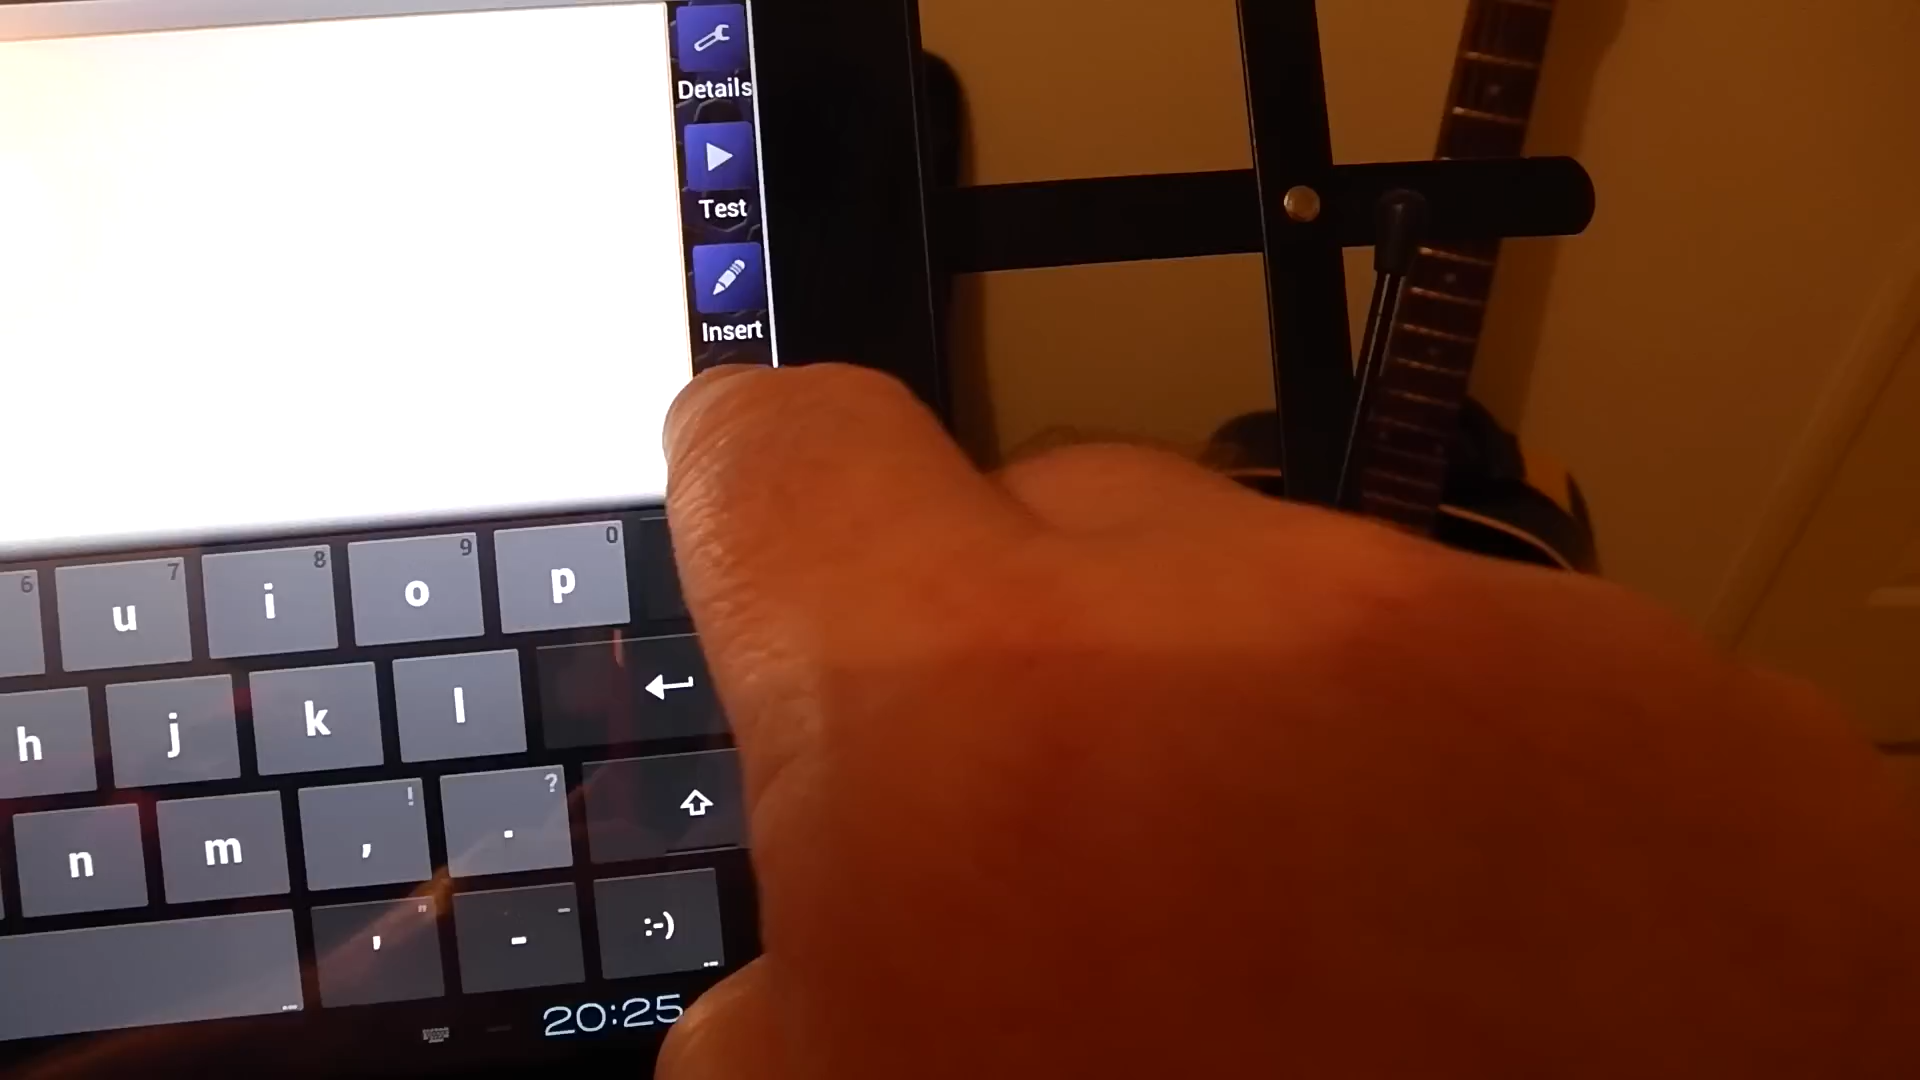 Details
Test
Insert
6 7 8 9 0
u i o p
h j k l
! ?
n m , .
" _
' - :-)
20:25